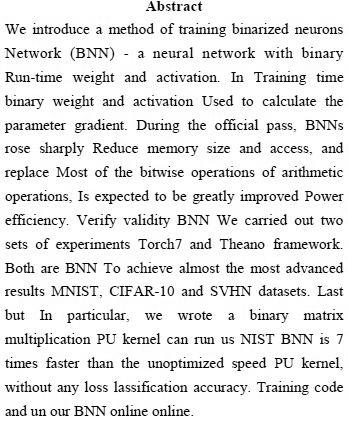 Abstract
We introduce a method of training binarized neurons
Network (BNN) - a neural network with binary
Run-time weight and activation. In Training time
binary weight and activation Used to calculate the
parameter gradient. During the official pass, BNNs
rose sharply Reduce memory size and access, and
replace Most of the bitwise operations of arithmetic
operations, Is expected to be greatly improved Power
efficiency. Verify validity BNN We carried out two
sets of experiments Torch7 and Theano framework.
Both are BNN To achieve almost the most advanced
results MNIST, CIFAR-10 and SVHN datasets. Last
but In particular, we wrote a binary matrix
multiplication PU kernel can run us NIST BNN is 7
times faster than the unoptimized speed PU kernel,
without any loss lassification accuracy. Training code
and un our BNN online online.